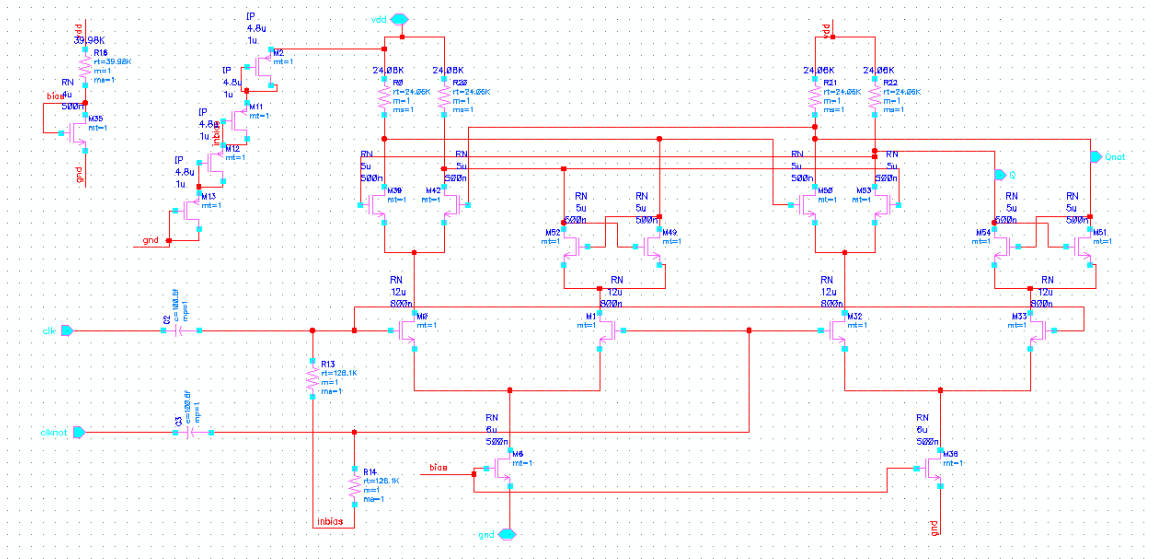 vdd
39.98K
R16
rt=39.98K
m=1
ms=1
RN
4u
500n
bias
M35
mt=1
gnd
IP
4.8u
1u
M2
mt=1
IP
4.8u
1u
M11
mt=1
inbias
IP
4.8u
1u
M12
mt=1
IP
4.8u
1u
M13
mt=1
gnd
vdd
24.06K
R0
rt=24.06K
m=1
ms=1
24.06K
R20
rt=24.06K
m=1
ms=1
vdd
24.06K
R21
rt=24.06K
m=1
ms=1
24.06K
R22
rt=24.06K
m=1
ms=1
Qnot
Q
RN
5u
500n
M39
mt=1
RN
5u
500n
M42
mt=1
RN
5u
500n
M52
mt=1
RN
5u
500n
M49
mt=1
RN
5u
500n
M50
mt=1
RN
5u
500n
M53
mt=1
RN
5u
500n
M54
mt=1
RN
5u
500n
M51
mt=1
clk
C2
c=100.0f
mp=1
RN
12u
800n
M0
mt=1
RN
12u
800n
M1
mt=1
RN
12u
800n
M32
mt=1
RN
12u
800n
M33
mt=1
R13
rt=126.1K
m=1
ms=1
clknot
C3
c=100.0f
mp=1
R14
rt=126.1K
m=1
ms=1
inbias
bias
RN
6u
500n
M6
mt=1
gnd
RN
6u
500n
M36
mt=1
gnd